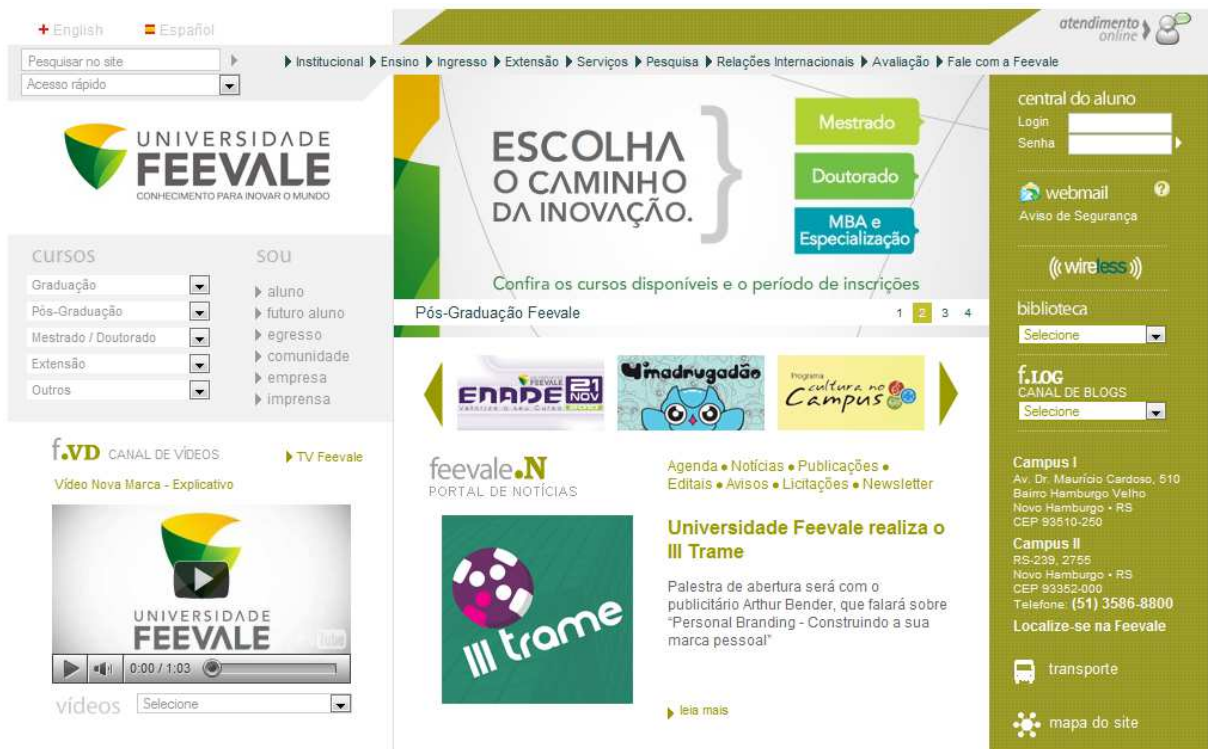 English
Español
atendimento
online
Pesquisar no site
Acesso rápido
Institucional Ensino Ingresso Extensão Serviços Pesquisa Relações Internacionais Avaliação Fale com a Feevale
UNIVERSIDADE
FEEVALE
CONHECIMENTO PARA INOVAR O MUNDO
cursos
Graduação
Pós-Graduação
Mestrado / Doutorado
Extensão
Outros
sou
aluno
futuro aluno
egresso
comunidade
empresa
imprensa
f.VD CANAL DE VÍDEOS
TV Feevale
Vídeo Nova Marca - Explicativo
UNIVERSIDADE
FEEVALE
You Tube
0:00 / 1:03
vídeos
Selecione
ESCOLHA
O CAMINHO
DA INOVAÇÃO.
Mestrado
Doutorado
MBA e
Especialização
Confira os cursos disponíveis e o período de inscrições
Pós-Graduação Feevale
1 2 3 4
FEEVALE
ENADE 21
NOV
4º madrugadão
Programa
cultura no
Campus
feevale.N
PORTAL DE NOTÍCIAS
Agenda • Notícias • Publicações •
Editais • Avisos • Licitações • Newsletter
III trame
Universidade Feevale realiza o
III Trame
Palestra de abertura será com o
publicitário Arthur Bender, que falará sobre
“Personal Branding - Construindo a sua
marca pessoal”
leia mais
central do aluno
Login
Senha
webmail ?
Aviso de Segurança
((wireless))
biblioteca
Selecione
f.LOG
CANAL DE BLOGS
Selecione
Campus I
Av. Dr. Maurício Cardoso, 510
Bairro Hamburgo Velho
Novo Hamburgo • RS
CEP 93510-250
Campus II
RS-239, 2755
Novo Hamburgo • RS
CEP 93352-000
Telefone: (51) 3586-8800
Localize-se na Feevale
transporte
mapa do site